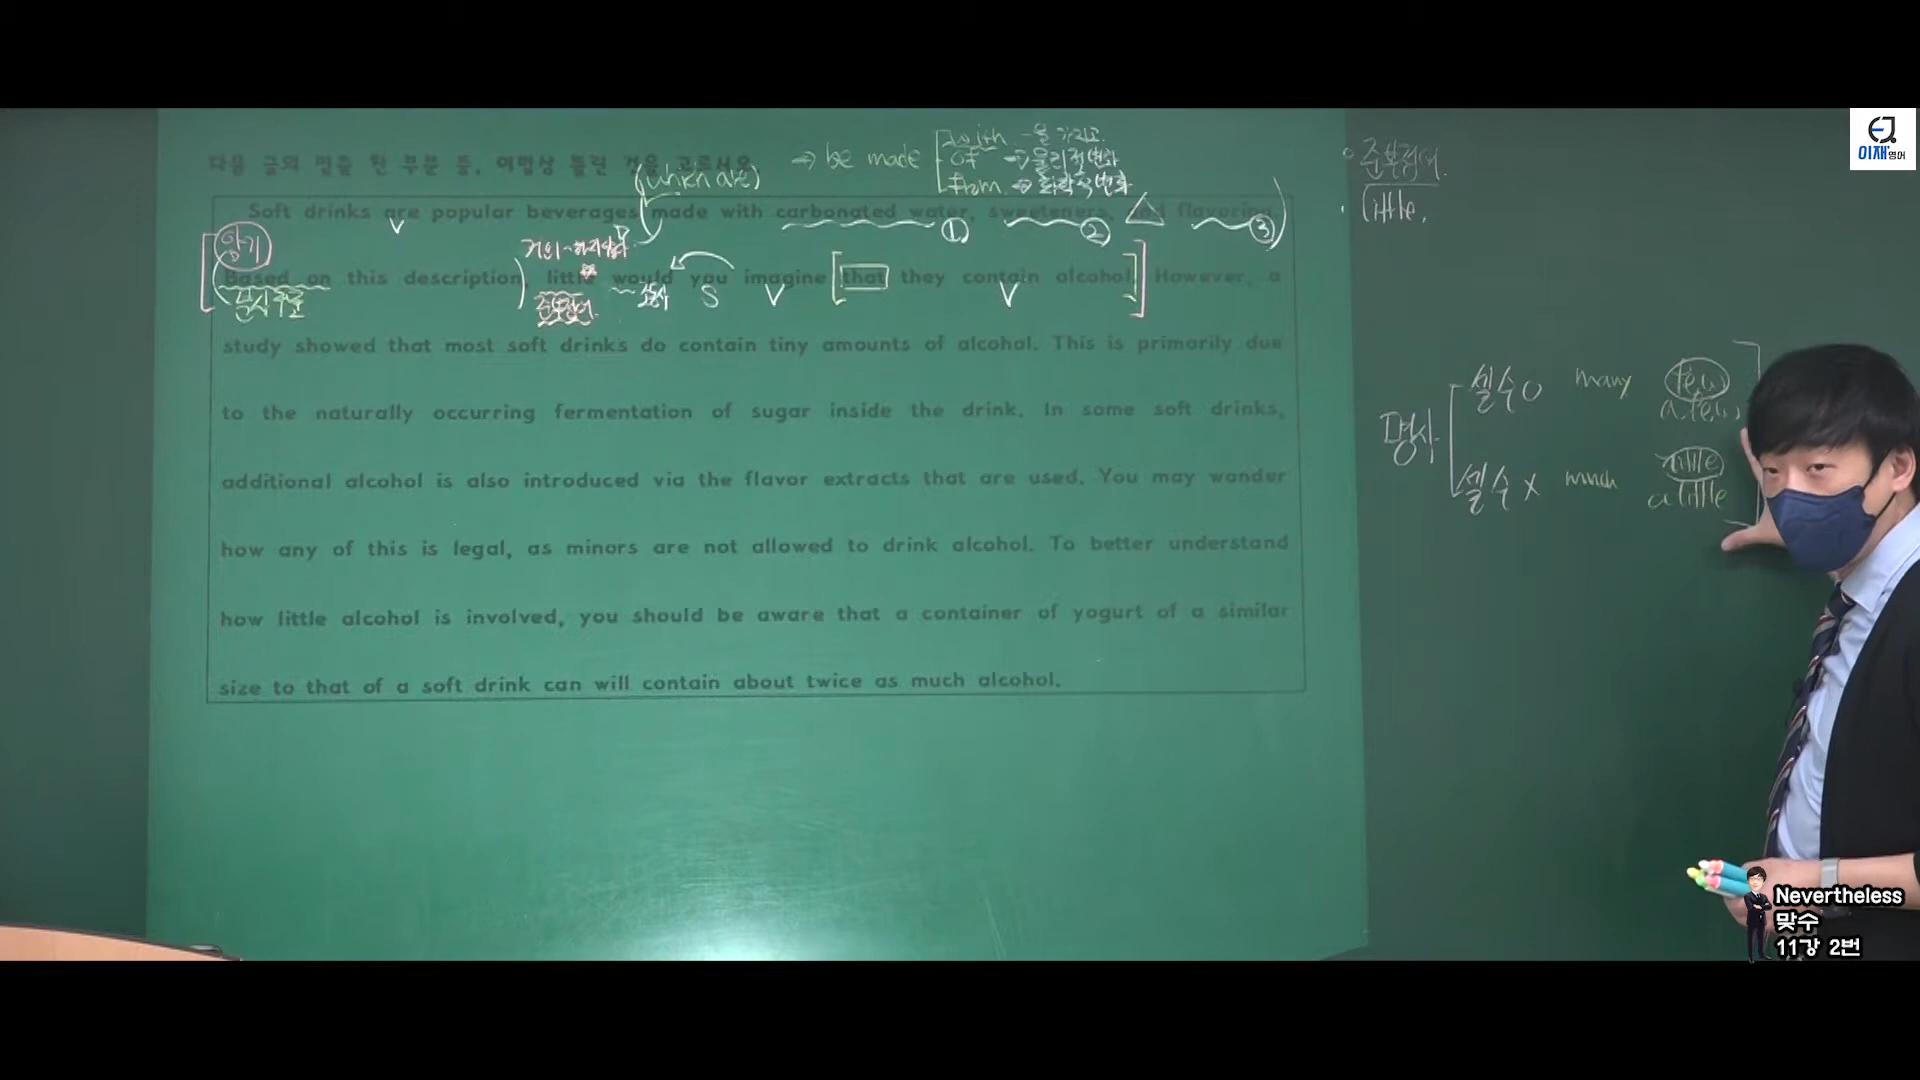 다음 글의 밑줄 친 부분 중, 어법상 틀린 것을 고르시오
→ be made
with ~을 가지고
of → 물리적변화
from → 화학적변화
(which are)
Soft drinks are popular beverages made with carbonated water, sweeteners, and flavoring.
V ① ② ③
암기
거의~하지않다
Based on this description, little would you imagine that they contain alcohol. However, a
분사구문 준부정어 조동사 S V V
study showed that most soft drinks do contain tiny amounts of alcohol. This is primarily due
to the naturally occurring fermentation of sugar inside the drink. In some soft drinks,
additional alcohol is also introduced via the flavor extracts that are used. You may wonder
how any of this is legal, as minors are not allowed to drink alcohol. To better understand
how little alcohol is involved, you should be aware that a container of yogurt of a similar
size to that of a soft drink can will contain about twice as much alcohol.
준부정어.
little,
명사
셀수O many few
a few
셀수X much little
a little
EJ
이재영어
Nevertheless
맞수
11강 2번